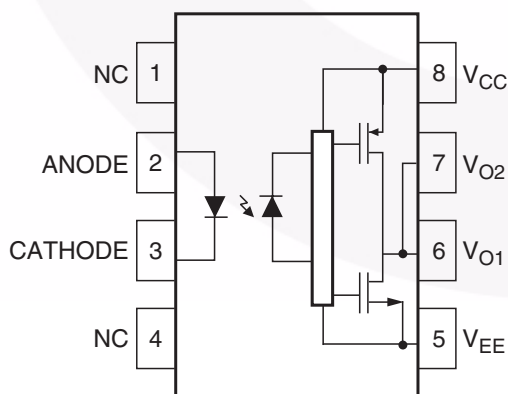 NC 1
ANODE 2
CATHODE 3
NC 4
8 VCC
7 VO2
6 VO1
5 VEE